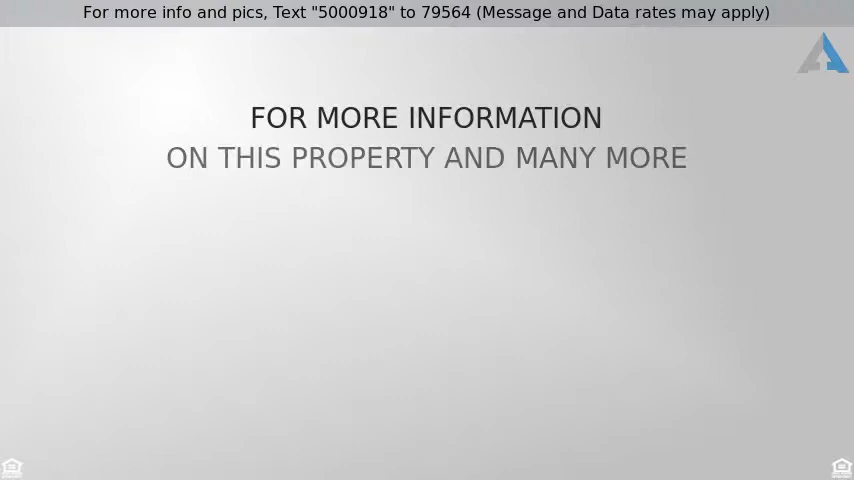 For more info and pics, Text "5000918" to 79564 (Message and Data rates may apply)
FOR MORE INFORMATION
ON THIS PROPERTY AND MANY MORE